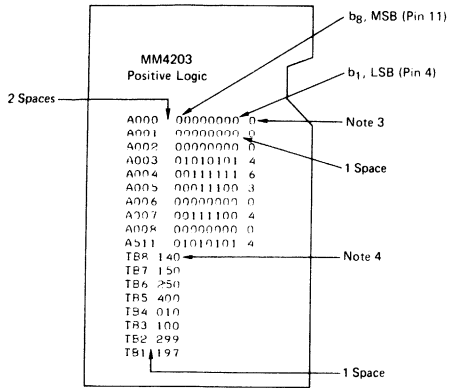 b8, MSB (Pin 11)
MM4203
Positive Logic
b1, LSB (Pin 4)
2 Spaces
A000 00000000 0
Note 3
A001 00000000 0
A002 00000000 0
1 Space
A003 01010101 4
A004 00111111 6
A005 00011100 3
A006 00000000 0
A007 00111100 4
A008 00000000 0
A511 01010101 4
TB8 140
Note 4
TB7 150
TB6 250
TB5 400
TB4 010
TB3 100
TB2 299
TB1 197
1 Space